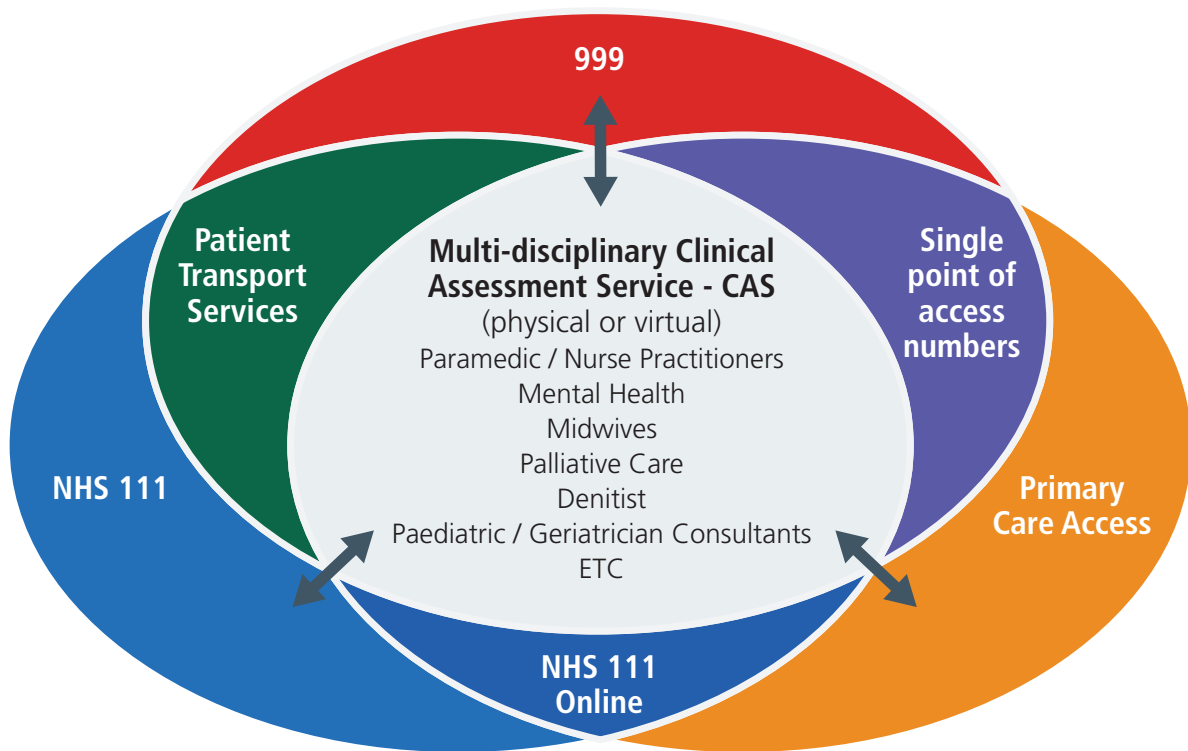 999
Patient
Transport
Services
Multi-disciplinary Clinical
Assessment Service - CAS
(physical or virtual)
Paramedic / Nurse Practitioners
Mental Health
Midwives
Palliative Care
Denitist
Paediatric / Geriatrician Consultants
ETC
Single
point of
access
numbers
NHS 111
Primary
Care Access
NHS 111
Online